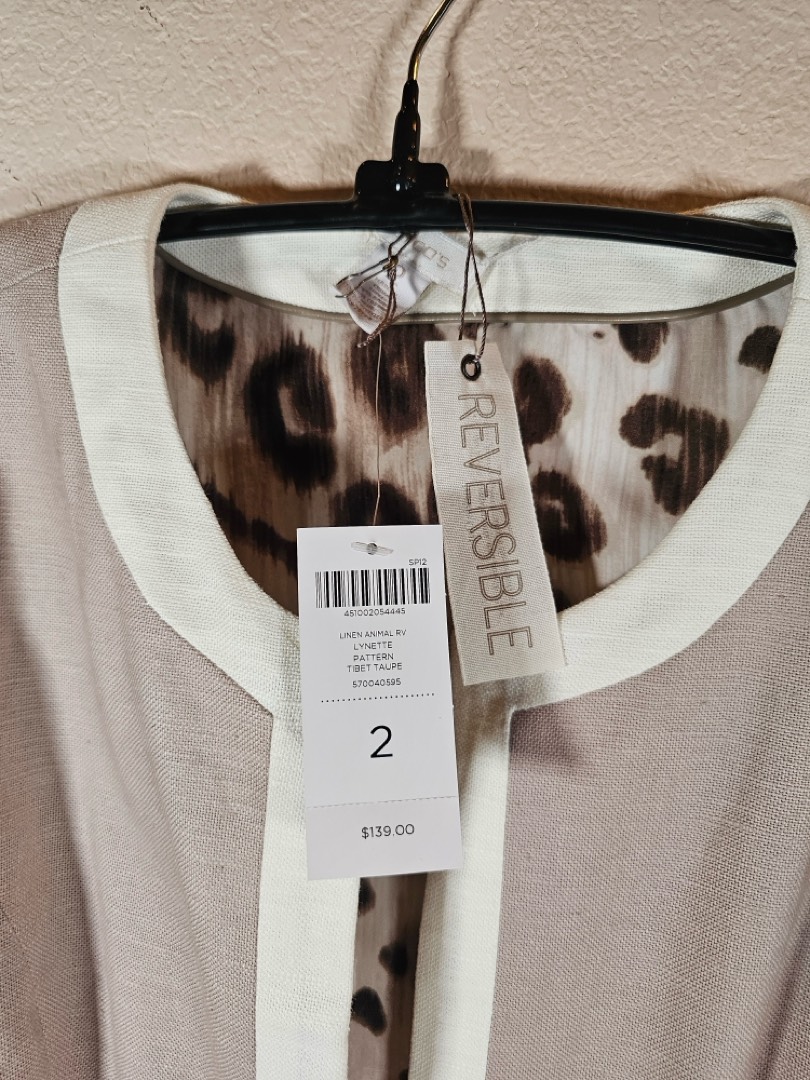 REVERSIBLE
SP12
451002054445
LINEN ANIMAL RV
LYNETTE
PATTERN
TIBET TAUPE
570040595
2
$139.00